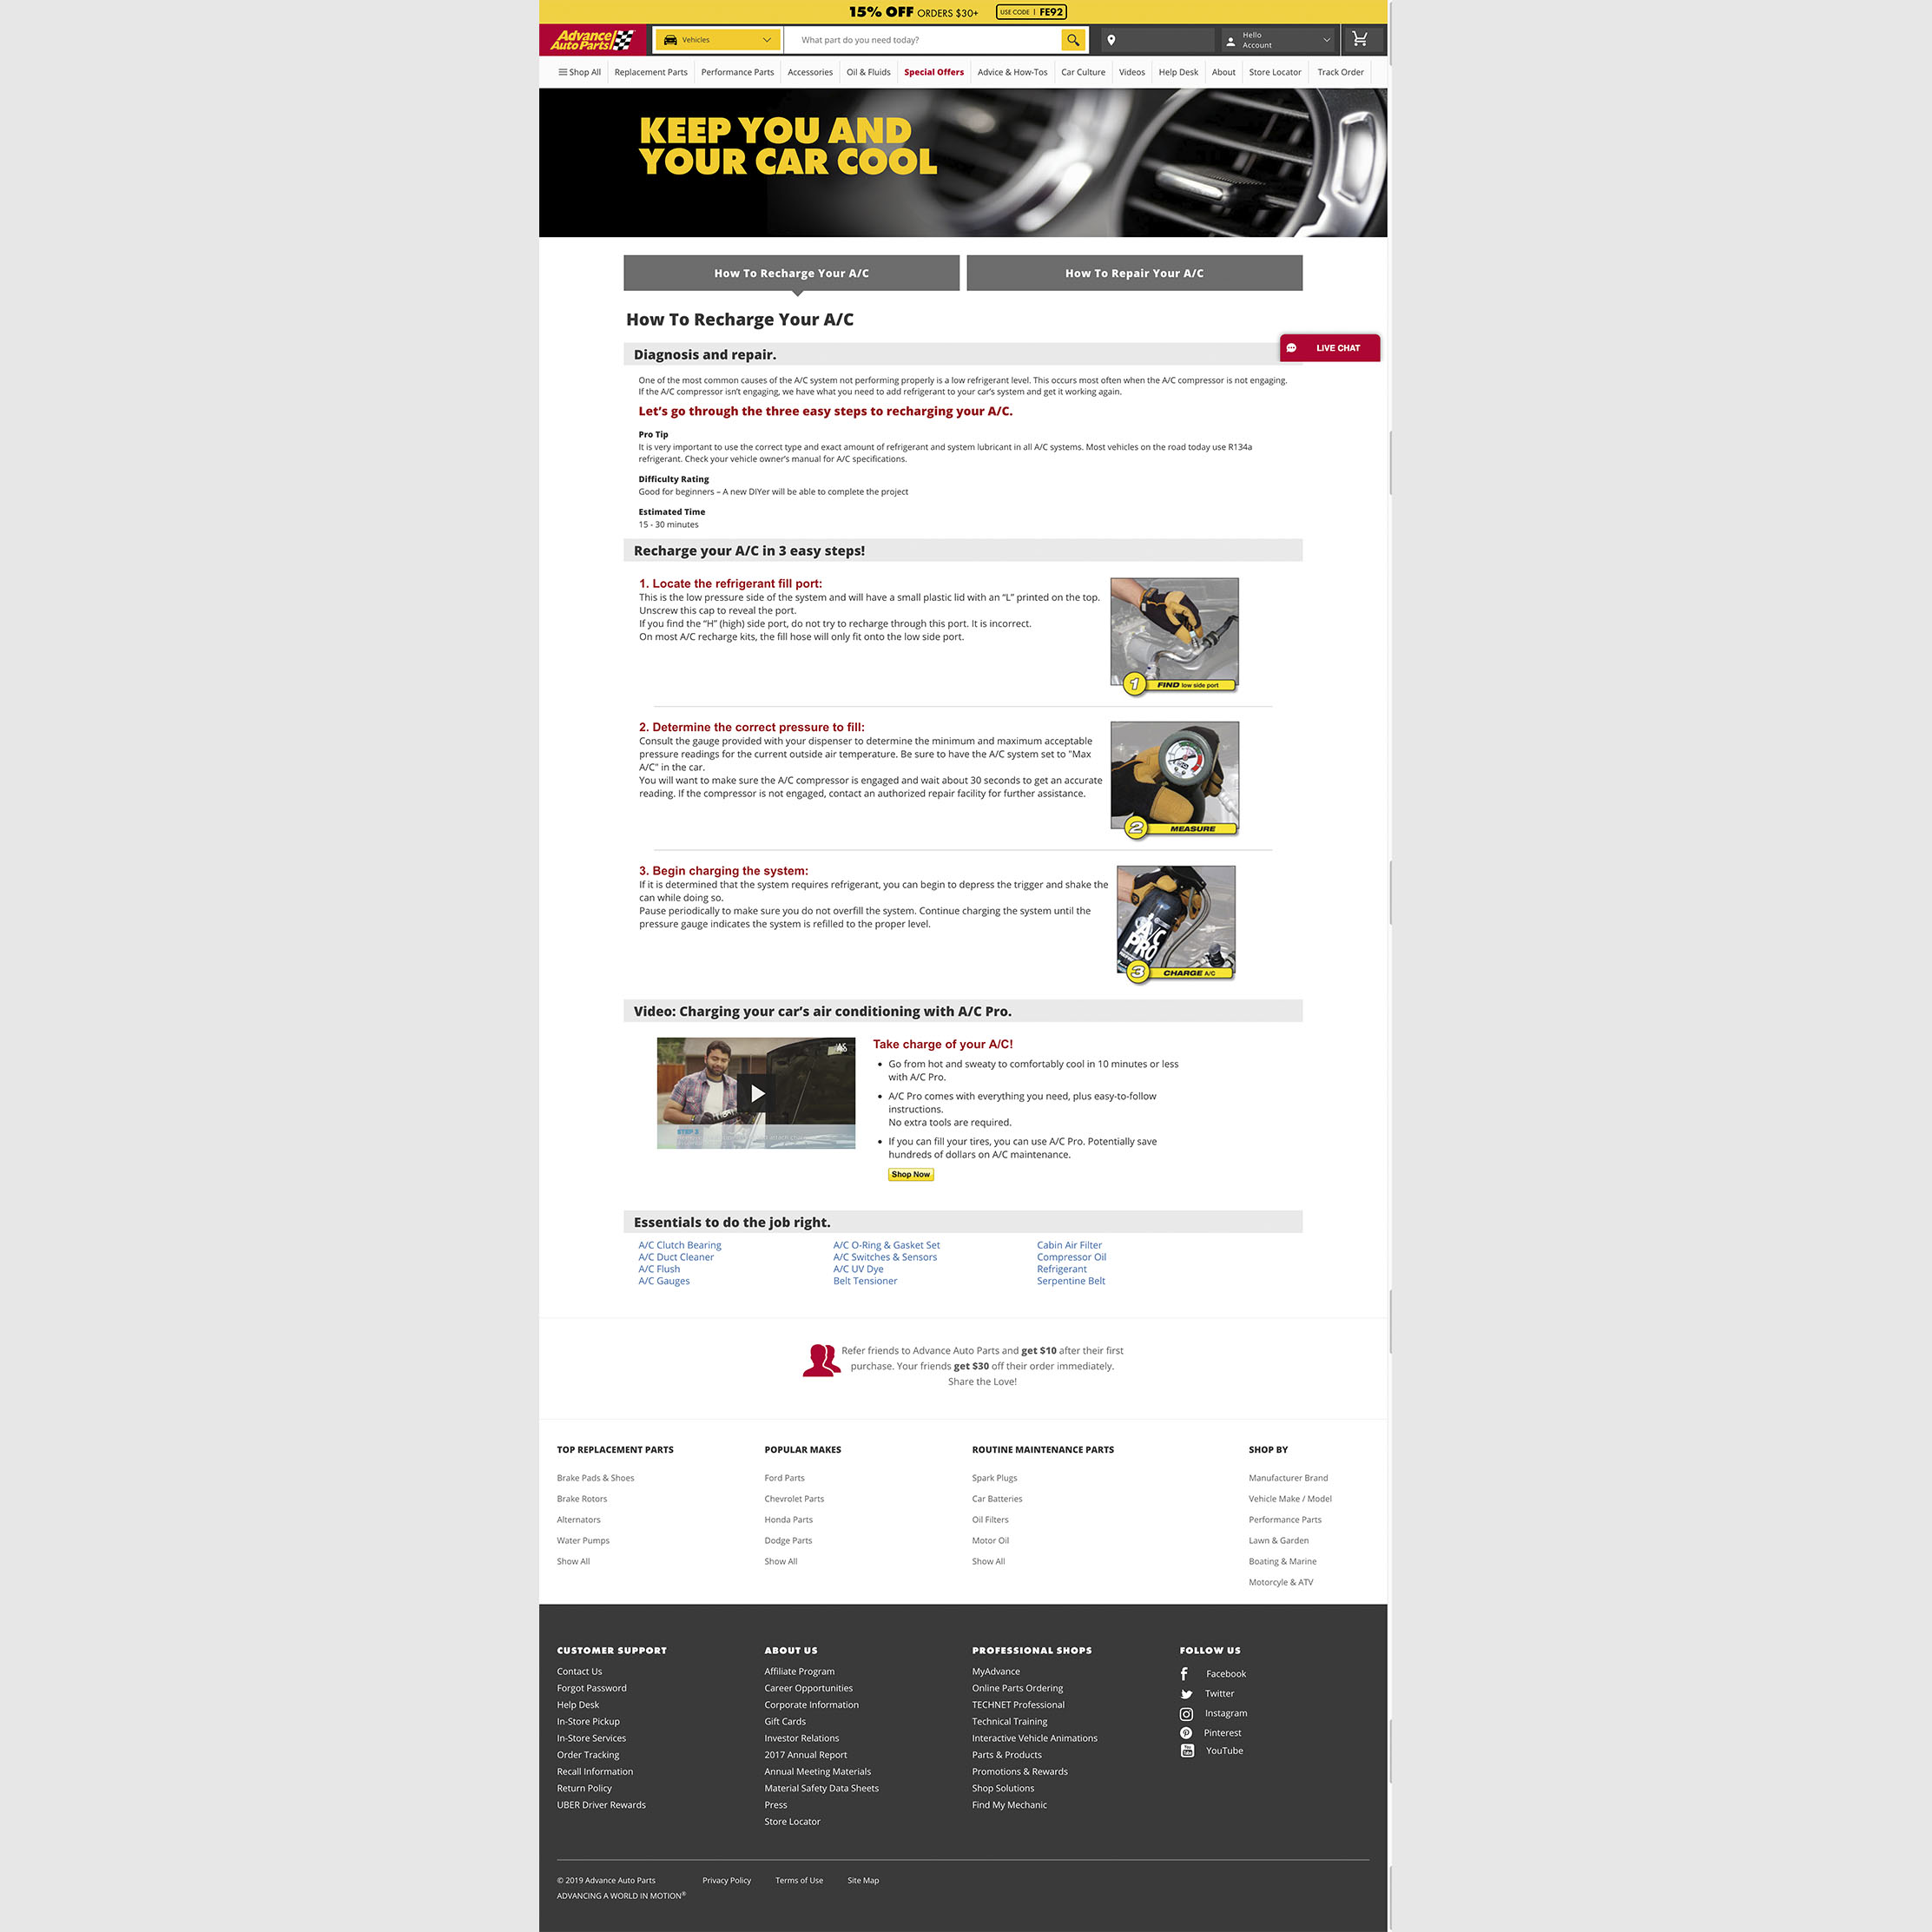 15% OFF ORDERS $30+ USE CODE | FE92
Advance Auto Parts
Vehicles
What part do you need today?
Hello
Account
Shop All Replacement Parts Performance Parts Accessories Oil & Fluids Special Offers Advice & How-Tos Car Culture Videos Help Desk About Store Locator Track Order
KEEP YOU AND
YOUR CAR COOL
How To Recharge Your A/C
How To Repair Your A/C
How To Recharge Your A/C
LIVE CHAT
Diagnosis and repair.
One of the most common causes of the A/C system not performing properly is a low refrigerant level. This occurs most often when the A/C compressor is not engaging.
If the A/C compressor isn’t engaging, we have what you need to add refrigerant to your car’s system and get it working again.
Let’s go through the three easy steps to recharging your A/C.
Pro Tip
It is very important to use the correct type and exact amount of refrigerant and system lubricant in all A/C systems. Most vehicles on the road today use R134a
refrigerant. Check your vehicle owner’s manual for A/C specifications.
Difficulty Rating
Good for beginners – A new DIYer will be able to complete the project
Estimated Time
15 - 30 minutes
Recharge your A/C in 3 easy steps!
1. Locate the refrigerant fill port:
This is the low pressure side of the system and will have a small plastic lid with an “L” printed on the top.
Unscrew this cap to reveal the port.
If you find the “H” (high) side port, do not try to recharge through this port. It is incorrect.
On most A/C recharge kits, the fill hose will only fit onto the low side port.
1 FIND low side port
2. Determine the correct pressure to fill:
Consult the gauge provided with your dispenser to determine the minimum and maximum acceptable
pressure readings for the current outside air temperature. Be sure to have the A/C system set to "Max
A/C" in the car.
You will want to make sure the A/C compressor is engaged and wait about 30 seconds to get an accurate
reading. If the compressor is not engaged, contact an authorized repair facility for further assistance.
2 MEASURE
3. Begin charging the system:
If it is determined that the system requires refrigerant, you can begin to depress the trigger and shake the
can while doing so.
Pause periodically to make sure you do not overfill the system. Continue charging the system until the
pressure gauge indicates the system is refilled to the proper level.
A/C
PRO
3 CHARGE A/C
Video: Charging your car’s air conditioning with A/C Pro.
Take charge of your A/C!
Go from hot and sweaty to comfortably cool in 10 minutes or less
with A/C Pro.
A/C Pro comes with everything you need, plus easy-to-follow
instructions.
No extra tools are required.
If you can fill your tires, you can use A/C Pro. Potentially save
hundreds of dollars on A/C maintenance.
Shop Now
Essentials to do the job right.
A/C Clutch Bearing
A/C Duct Cleaner
A/C Flush
A/C Gauges
A/C O-Ring & Gasket Set
A/C Switches & Sensors
A/C UV Dye
Belt Tensioner
Cabin Air Filter
Compressor Oil
Refrigerant
Serpentine Belt
Refer friends to Advance Auto Parts and get $10 after their first
purchase. Your friends get $30 off their order immediately.
Share the Love!
TOP REPLACEMENT PARTS
Brake Pads & Shoes
Brake Rotors
Alternators
Water Pumps
Show All
POPULAR MAKES
Ford Parts
Chevrolet Parts
Honda Parts
Dodge Parts
Show All
ROUTINE MAINTENANCE PARTS
Spark Plugs
Car Batteries
Oil Filters
Motor Oil
Show All
SHOP BY
Manufacturer Brand
Vehicle Make / Model
Performance Parts
Lawn & Garden
Boating & Marine
Motorcyle & ATV
CUSTOMER SUPPORT
Contact Us
Forgot Password
Help Desk
In-Store Pickup
In-Store Services
Order Tracking
Recall Information
Return Policy
UBER Driver Rewards
ABOUT US
Affiliate Program
Career Opportunities
Corporate Information
Gift Cards
Investor Relations
2017 Annual Report
Annual Meeting Materials
Material Safety Data Sheets
Press
Store Locator
PROFESSIONAL SHOPS
MyAdvance
Online Parts Ordering
TECHNET Professional
Technical Training
Interactive Vehicle Animations
Parts & Products
Promotions & Rewards
Shop Solutions
Find My Mechanic
FOLLOW US
Facebook
Twitter
Instagram
Pinterest
YouTube
© 2019 Advance Auto Parts Privacy Policy Terms of Use Site Map
ADVANCING A WORLD IN MOTION®